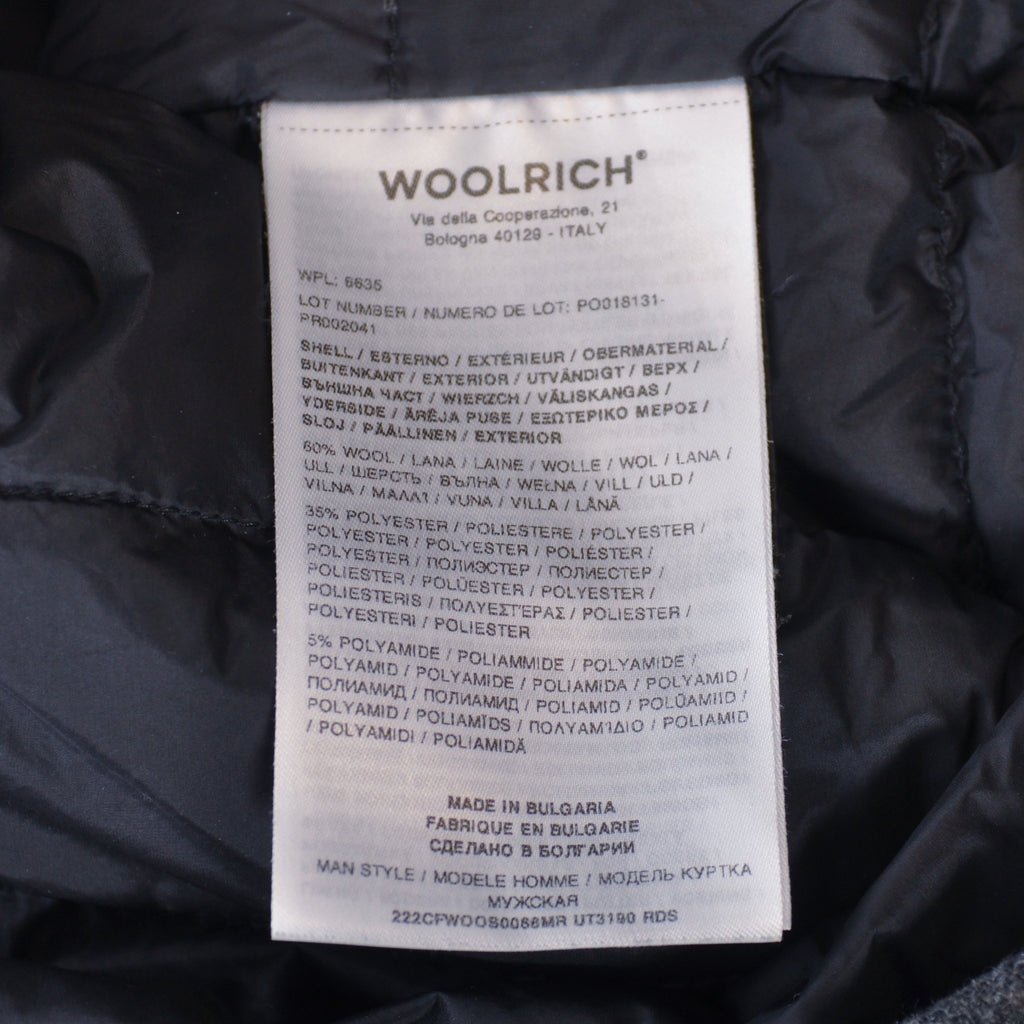 WOOLRICH®
Via della Cooperazione, 21
Bologna 40129 - ITALY
WPL: 6635
LOT NUMBER / NUMERO DE LOT: PO018131-
PR002041
SHELL / ESTERNO / EXTÉRIEUR / OBERMATERIAL /
BUITENKANT / EXTERIOR / UTVÄNDIGT / ВЕРХ /
ВЪНШНА ЧАСТ / WIERZCH / VÄLISKANGAS /
YDERSIDE / ĀRĒJA PUSE / ΕΞΩΤΕΡΙΚΟ ΜΕΡΟΣ /
SLOJ / PÄÄLLINEN / EXTERIOR
60% WOOL / LANA / LAINE / WOLLE / WOL / LANA /
ULL / ШЕРСТЬ / ВЪЛНА / WEŁNA / VILL / ULD /
VILNA / ΜΑΛΛΊ / VUNA / VILLA / LÂNĂ
35% POLYESTER / POLIESTERE / POLYESTER /
POLYESTER / POLYESTER / POLIÉSTER /
POLYESTER / ПОЛИЭСТЕР / ПОЛИЕСТЕР /
POLIESTER / POLÜESTER / POLYESTER /
POLIESTERIS / ΠΟΛΥΕΣΤΈΡΑΣ / POLIESTER /
POLYESTERI / POLIESTER
5% POLYAMIDE / POLIAMMIDE / POLYAMIDE /
POLYAMID / POLYAMIDE / POLIAMIDA / POLYAMID /
ПОЛИАМИД / ПОЛИАМИД / POLIAMID / POLÜAMIID /
POLYAMID / POLIAMĪDS / ΠΟΛΥΑΜΊΔΙΟ / POLIAMID
/ POLYAMIDI / POLIAMIDĂ
MADE IN BULGARIA
FABRIQUE EN BULGARIE
СДЕЛАНО В БОЛГАРИИ
MAN STYLE / MODELE HOMME / МОДЕЛЬ КУРТКА
МУЖСКАЯ
222CFWOOS0066MR UT3190 RDS